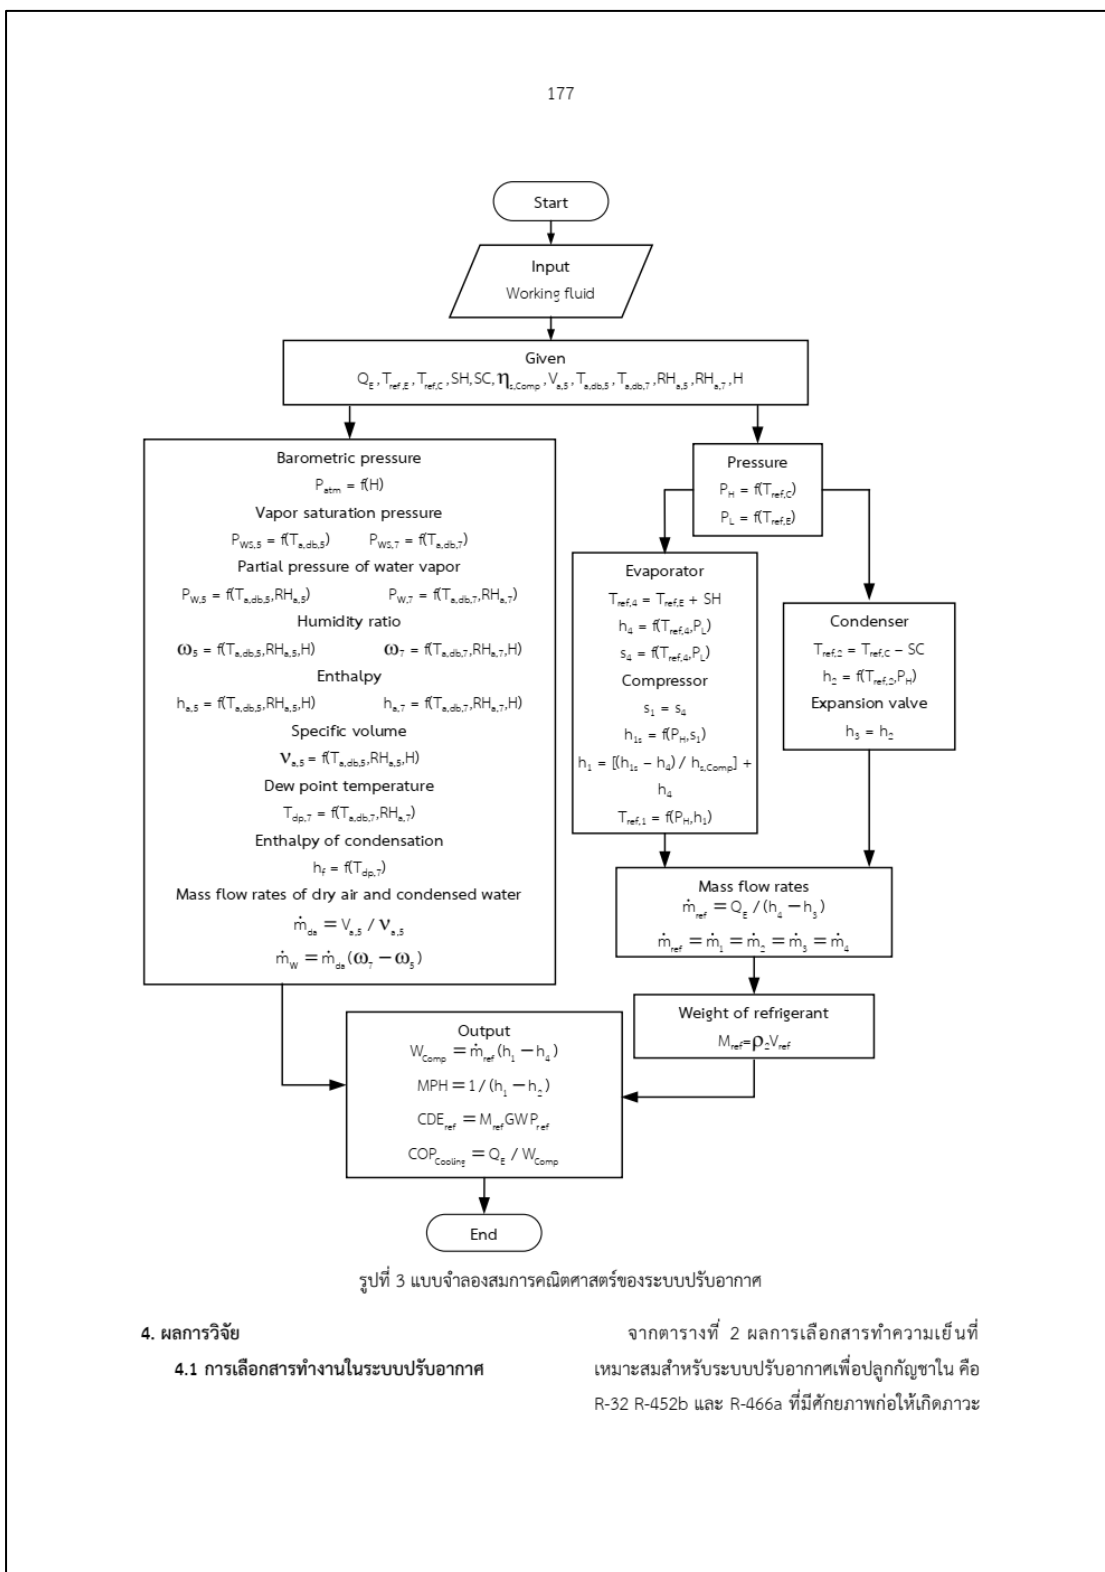 177
Start
Input
Working fluid
Given
Q_E, T_ref,E, T_ref,C, SH, SC, η_s,Comp, V_a,5, T_a,db,5, T_a,db,7, RH_a,5, RH_a,7, H
Barometric pressure
P_atm = f(H)
Vapor saturation pressure
P_WS,5 = f(T_a,db,5) P_WS,7 = f(T_a,db,7)
Partial pressure of water vapor
P_W,5 = f(T_a,db,5,RH_a,5) P_W,7 = f(T_a,db,7,RH_a,7)
Humidity ratio
ω_5 = f(T_a,db,5,RH_a,5,H) ω_7 = f(T_a,db,7,RH_a,7,H)
Enthalpy
h_a,5 = f(T_a,db,5,RH_a,5,H) h_a,7 = f(T_a,db,7,RH_a,7,H)
Specific volume
ν_a,5 = f(T_a,db,5,RH_a,5,H)
Dew point temperature
T_dp,7 = f(T_a,db,7,RH_a,7)
Enthalpy of condensation
h_f = f(T_dp,7)
Mass flow rates of dry air and condensed water
ṁ_da = V_a,5 / ν_a,5
ṁ_W = ṁ_da(ω_7 − ω_5)
Pressure
P_H = f(T_ref,C)
P_L = f(T_ref,E)
Evaporator
T_ref,4 = T_ref,E + SH
h_4 = f(T_ref,4,P_L)
s_4 = f(T_ref,4,P_L)
Compressor
s_1 = s_4
h_1s = f(P_H,s_1)
h_1 = [(h_1s − h_4) / h_s,Comp] +
h_4
T_ref,1 = f(P_H,h_1)
Condenser
T_ref,2 = T_ref,C − SC
h_2 = f(T_ref,2,P_H)
Expansion valve
h_3 = h_2
Mass flow rates
ṁ_ref = Q_E / (h_4 − h_3)
ṁ_ref = ṁ_1 = ṁ_2 = ṁ_3 = ṁ_4
Weight of refrigerant
M_ref=ρ_2V_ref
Output
W_Comp = ṁ_ref(h_1 − h_4)
MPH = 1 / (h_1 − h_2)
CDE_ref = M_refGWP_ref
COP_Cooling = Q_E / W_Comp
End
รูปที่ 3 แบบจำลองสมการคณิตศาสตร์ของระบบปรับอากาศ
4. ผลการวิจัย
4.1 การเลือกสารทำงานในระบบปรับอากาศ
จากตารางที่ 2 ผลการเลือกสารทำความเย็นที่
เหมาะสมสำหรับระบบปรับอากาศเพื่อปลูกกัญชาใน คือ
R-32 R-452b และ R-466a ที่มีศักยภาพก่อให้เกิดภาวะ